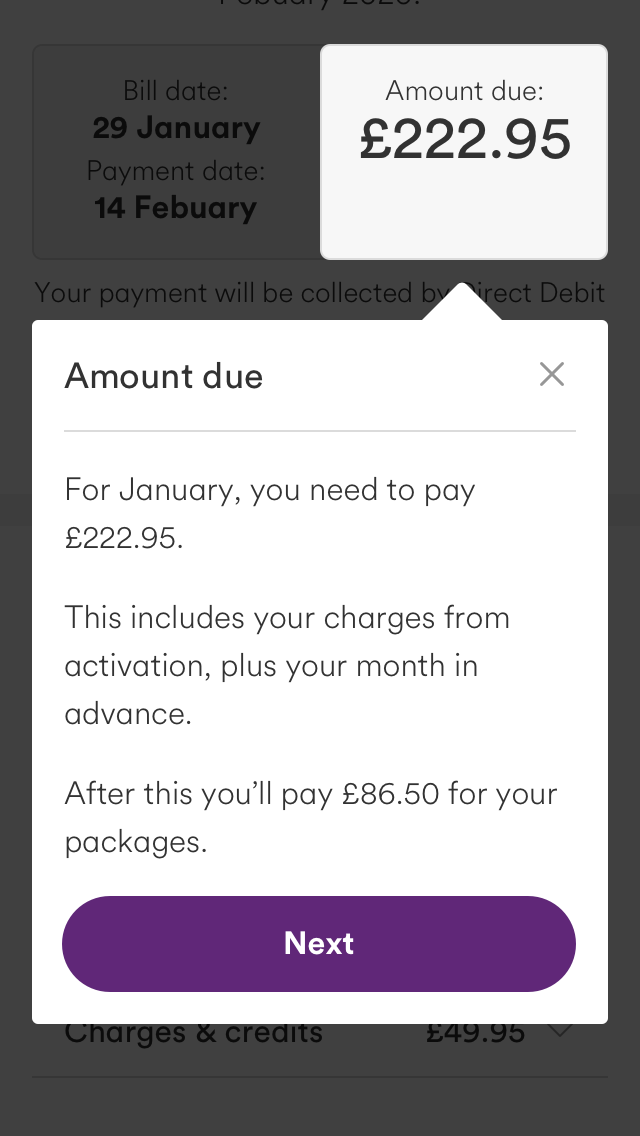 Bill date:
29 January
Payment date:
14 Febuary
Amount due:
£222.95
Your payment will be collected by Direct Debit
Amount due
For January, you need to pay
£222.95.
This includes your charges from
activation, plus your month in
advance.
After this you’ll pay £86.50 for your
packages.
Next
Charges & credits £49.95